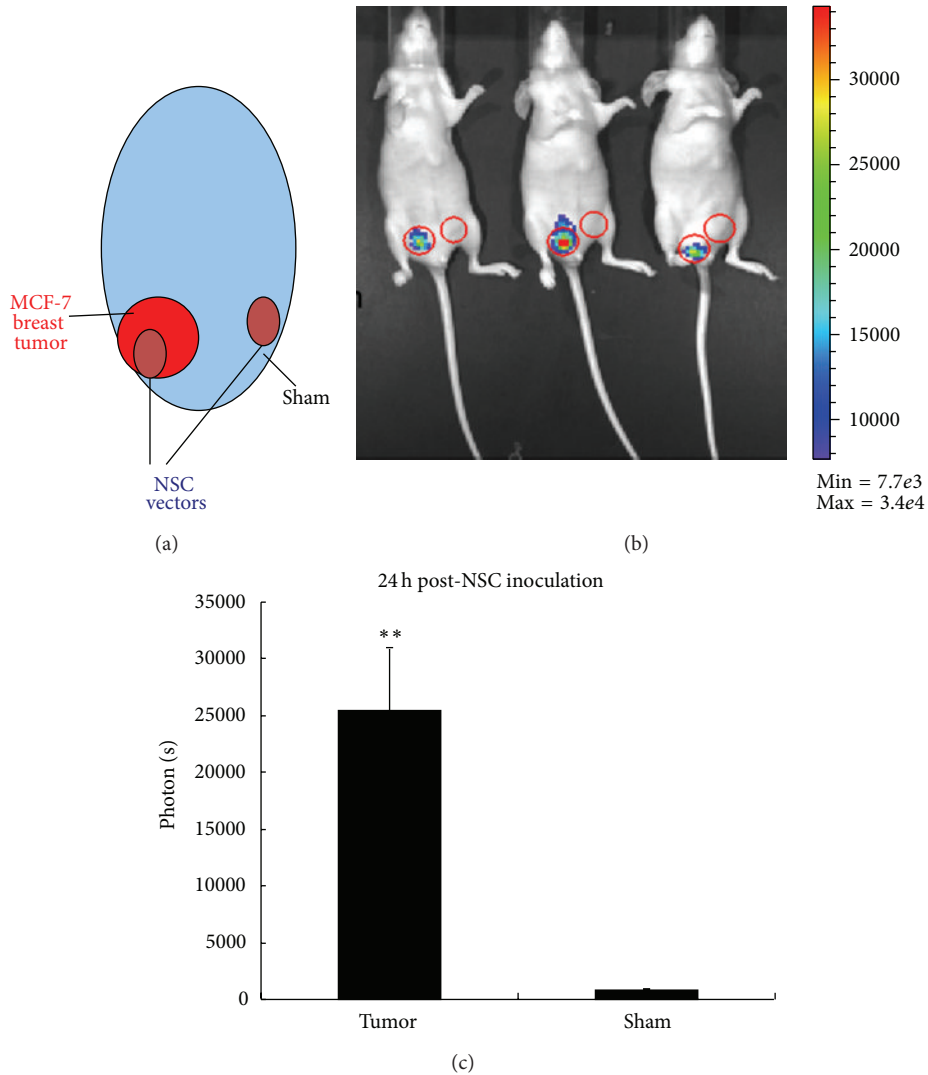 MCF-7
breast
tumor
Sham
NSC
vectors
(a)
30000
25000
20000
15000
10000
Min = 7.7e3
Max = 3.4e4
(b)
24 h post-NSC inoculation
35000
30000
25000
20000
15000
10000
5000
0
Photon (s)
**
Tumor
Sham
(c)